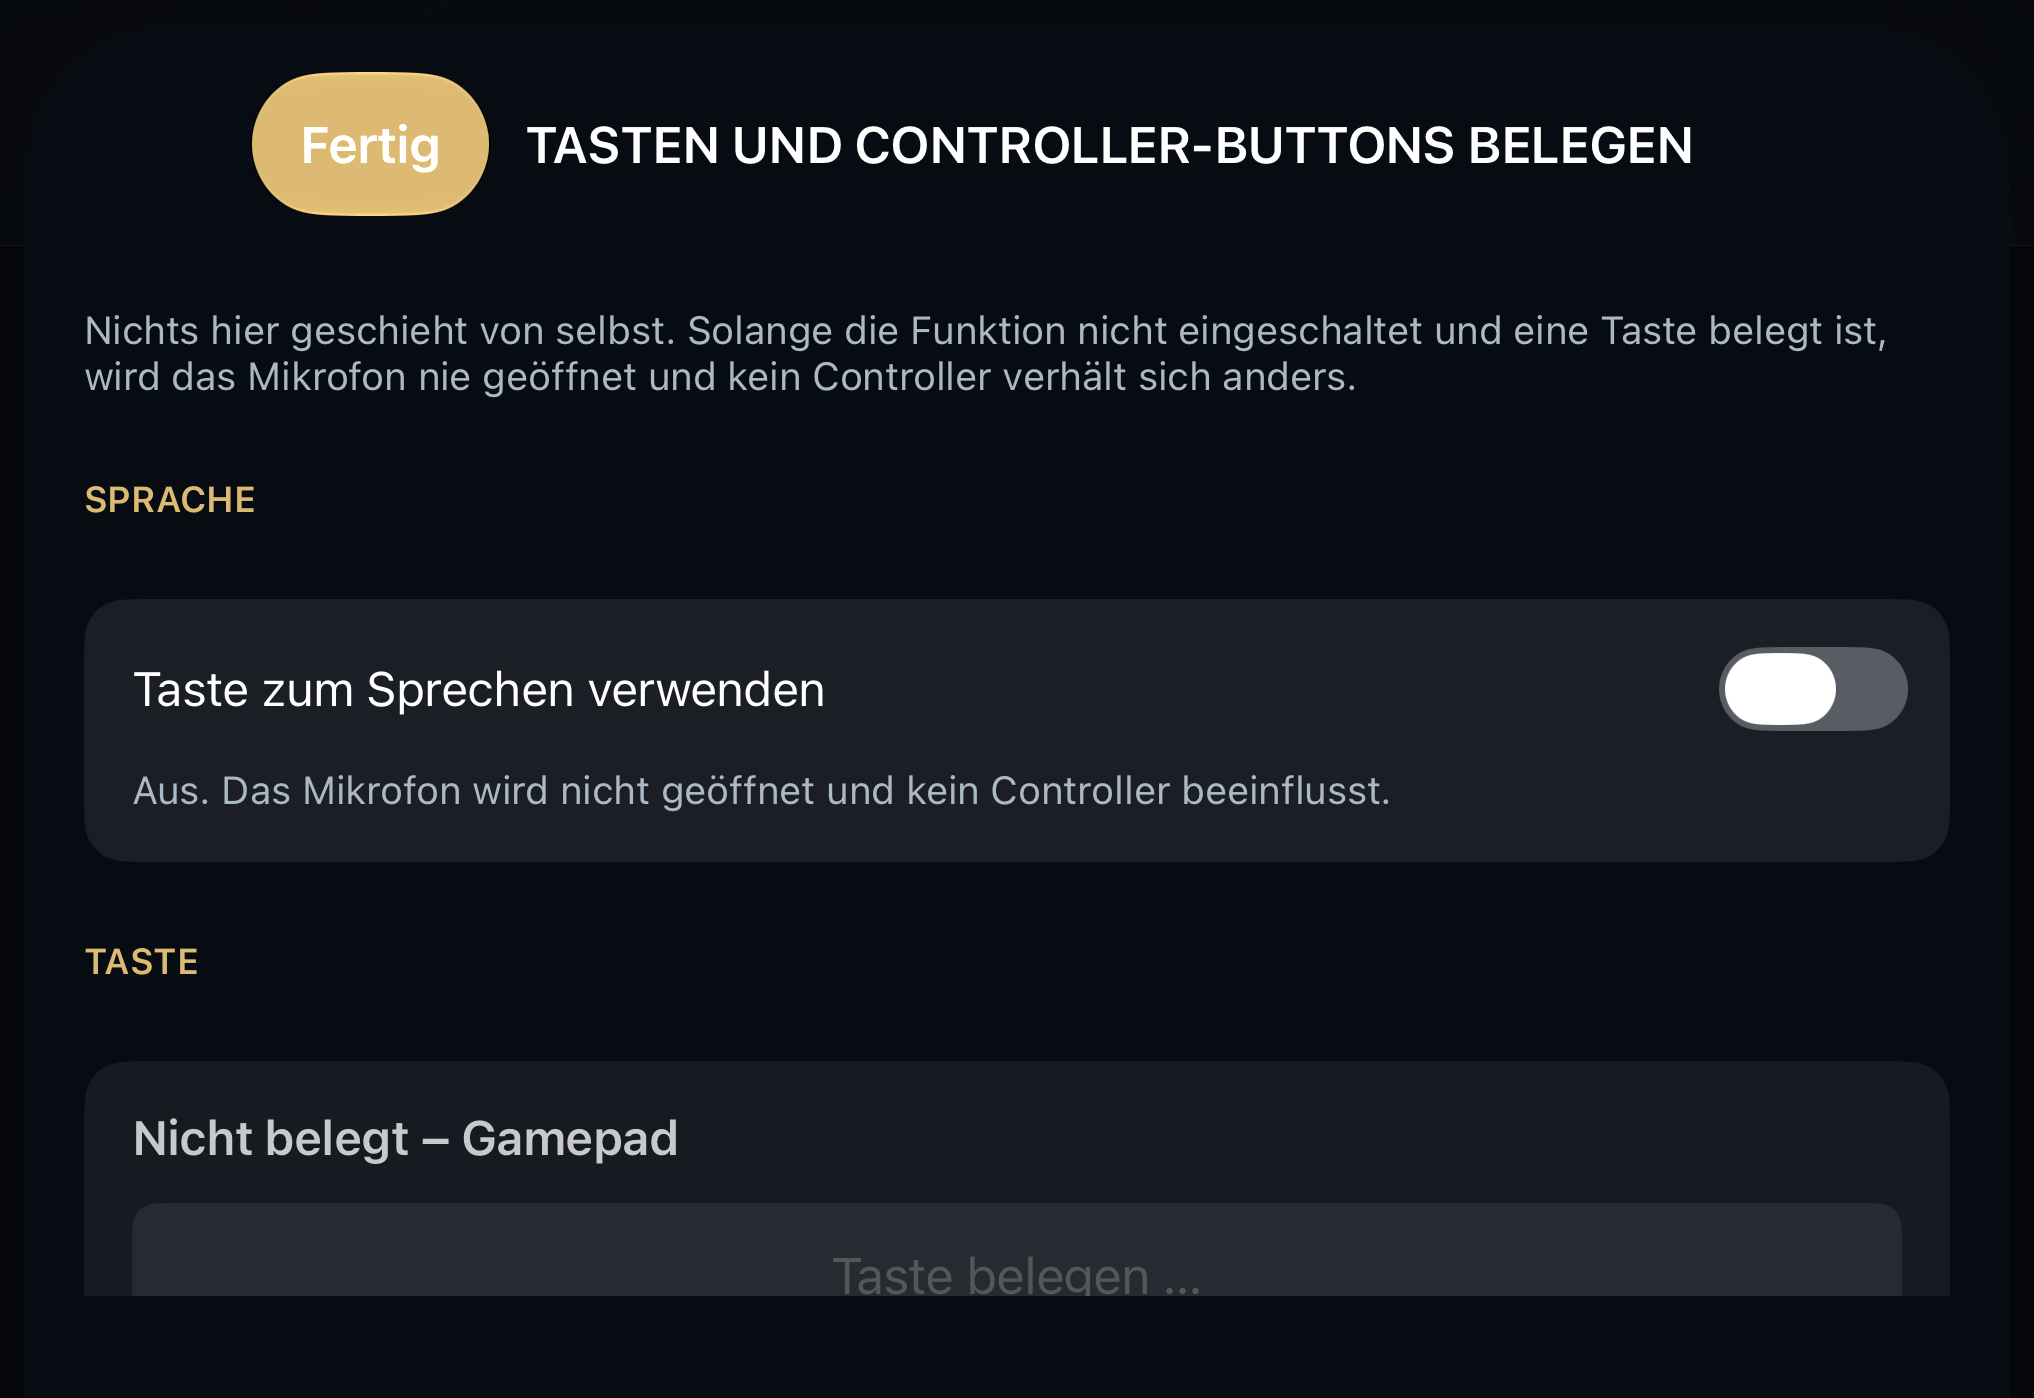 Fertig
TASTEN UND CONTROLLER-BUTTONS BELEGEN
Nichts hier geschieht von selbst. Solange die Funktion nicht eingeschaltet und eine Taste belegt ist,
wird das Mikrofon nie geöffnet und kein Controller verhält sich anders.
SPRACHE
Taste zum Sprechen verwenden
Aus. Das Mikrofon wird nicht geöffnet und kein Controller beeinflusst.
TASTE
Nicht belegt – Gamepad
Taste belegen ...